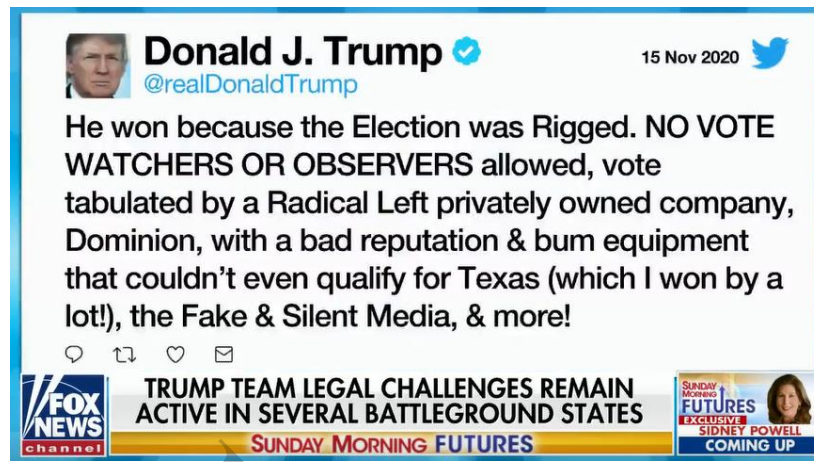 Donald J. Trump
15 Nov 2020
@realDonaldTrump
He won because the Election was Rigged. NO VOTE
WATCHERS OR OBSERVERS allowed, vote
tabulated by a Radical Left privately owned company,
Dominion, with a bad reputation & bum equipment
that couldn't even qualify for Texas (which I won by a
lot!), the Fake & Silent Media, & more!
FOX
NEWS
channel
TRUMP TEAM LEGAL CHALLENGES REMAIN
ACTIVE IN SEVERAL BATTLEGROUND STATES
SUNDAY MORNING FUTURES
SUNDAY
MORNING
FUTURES
EXCLUSIVE
SIDNEY POWELL
COMING UP